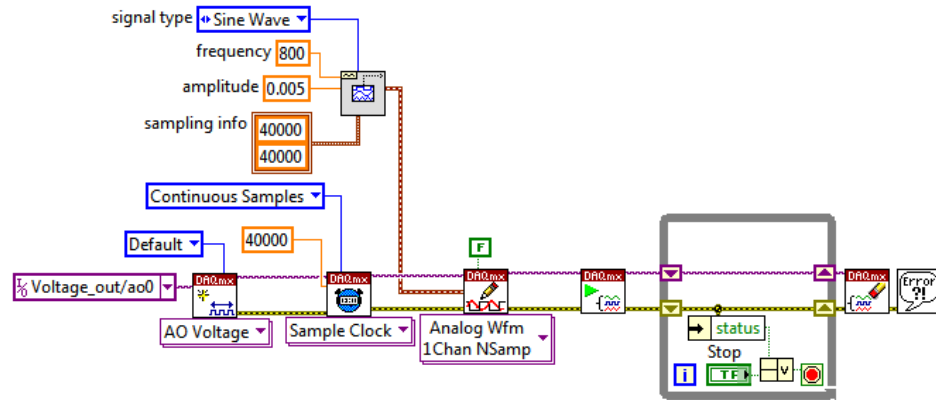 signal type
Sine Wave
frequency
800
amplitude
0.005
sampling info
40000
40000
Continuous Samples
Default
40000
F
I/O Voltage_out/ao0
DAQmx
DAQmx
DAQmx
DAQmx
DAQmx
Error
?!
AO Voltage
Sample Clock
Analog Wfm
1Chan NSamp
status
Stop
i
TF
V